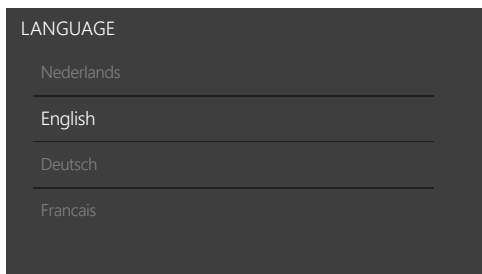 LANGUAGE
Nederlands
English
Deutsch
Francais